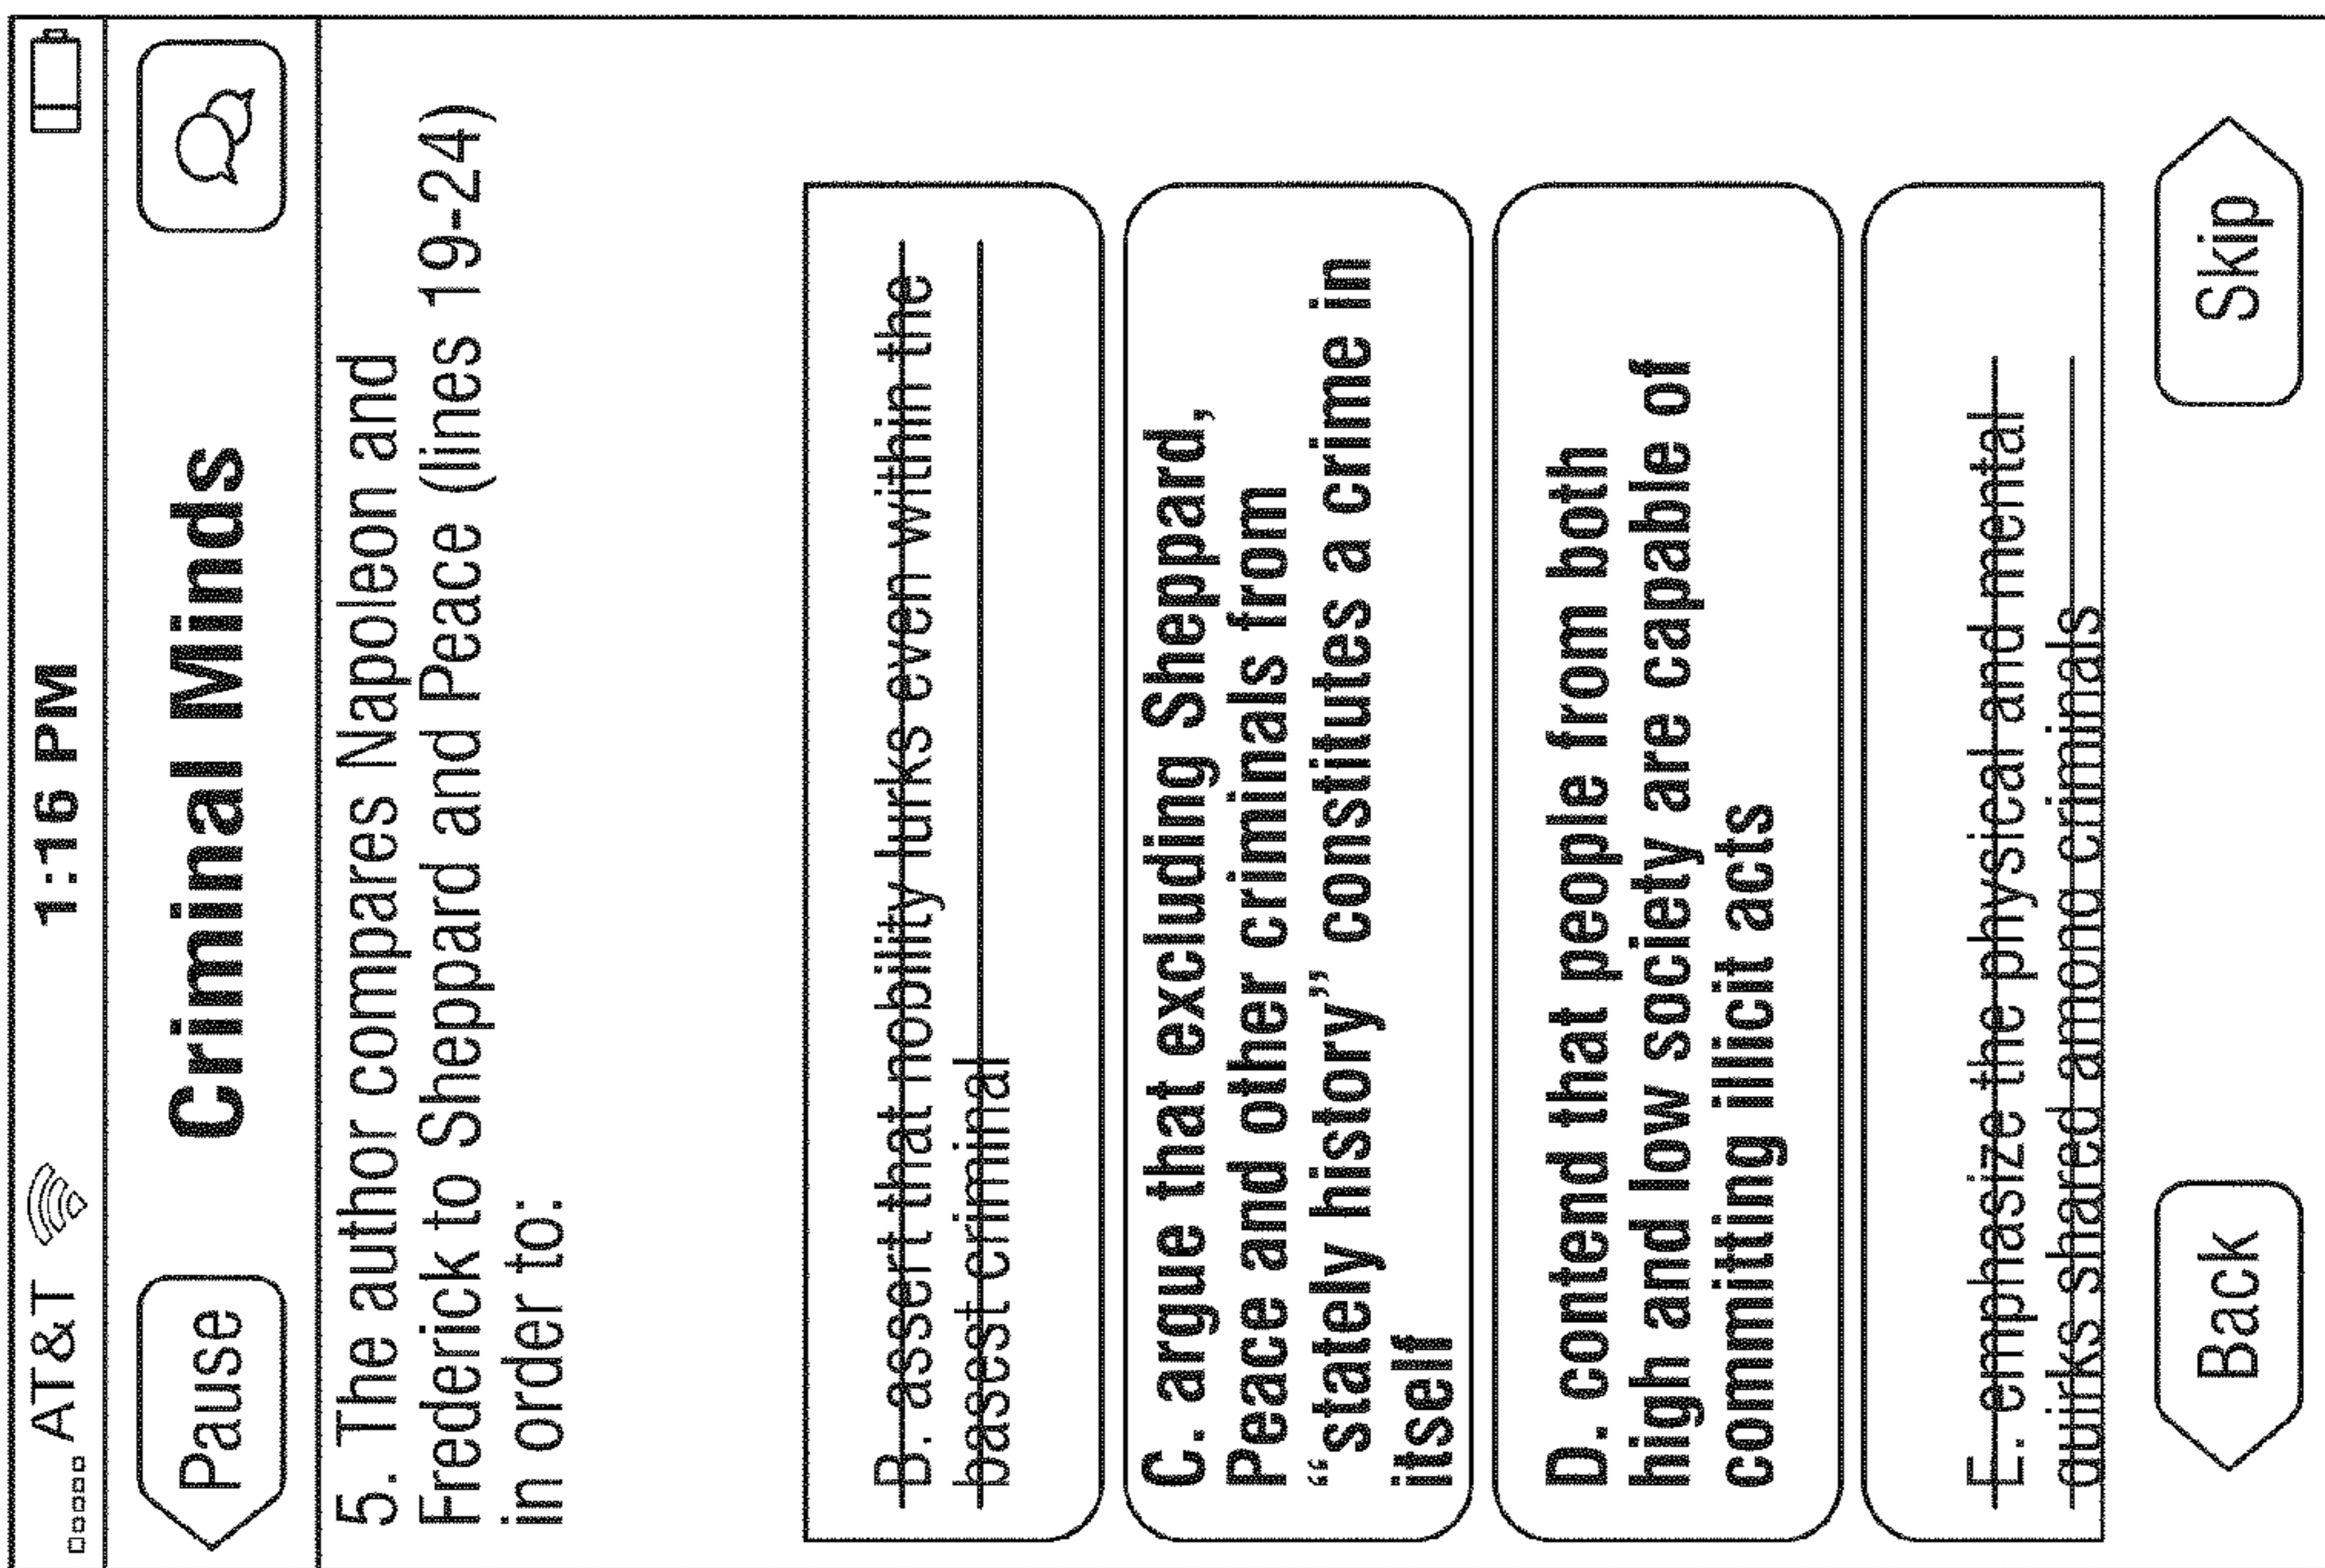 AT&T 1:16 PM
Pause Criminal Minds
5. The author compares Napoleon and
Frederick to Sheppard and Peace (lines 19-24)
in order to:
B. assert that nobility lurks even within the
basest criminal
C. argue that excluding Sheppard,
Peace and other criminals from
“stately history” constitutes a crime in
itself
D. contend that people from both
high and low society are capable of
committing illicit acts
E. emphasize the physical and mental
quirks shared among criminals
Back Skip